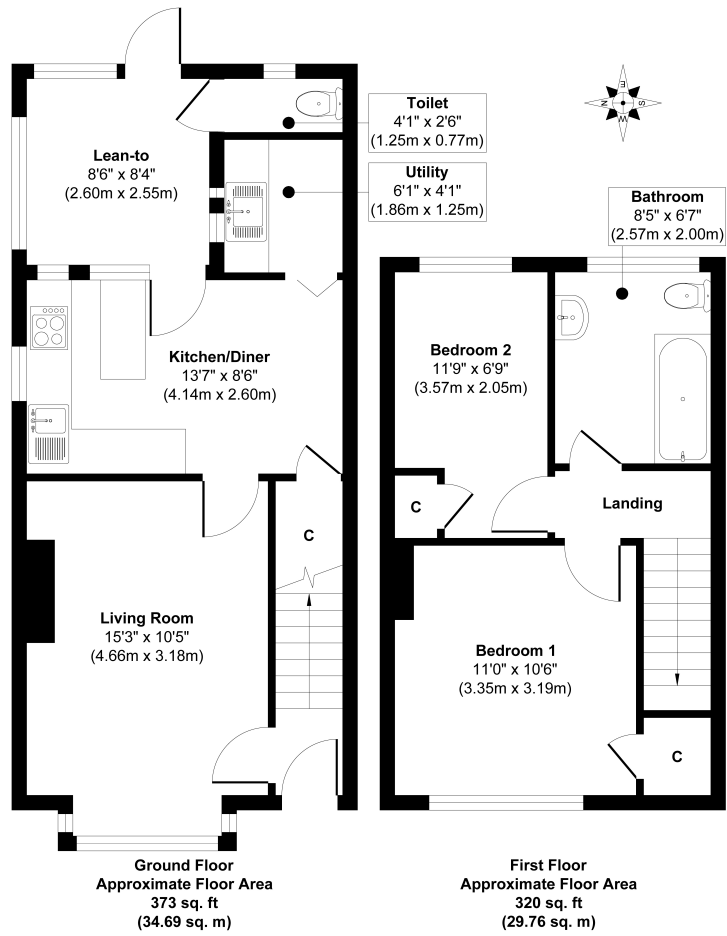 Toilet
4'1" x 2'6"
(1.25m x 0.77m)
Lean-to
8'6" x 8'4"
(2.60m x 2.55m)
Utility
6'1" x 4'1"
(1.86m x 1.25m)
Kitchen/Diner
13'7" x 8'6"
(4.14m x 2.60m)
C
Living Room
15'3" x 10'5"
(4.66m x 3.18m)
Ground Floor
Approximate Floor Area
373 sq. ft
(34.69 sq. m)
E
N
S
W
Bathroom
8'5" x 6'7"
(2.57m x 2.00m)
Bedroom 2
11'9" x 6'9"
(3.57m x 2.05m)
C
Landing
Bedroom 1
11'0" x 10'6"
(3.35m x 3.19m)
C
First Floor
Approximate Floor Area
320 sq. ft
(29.76 sq. m)